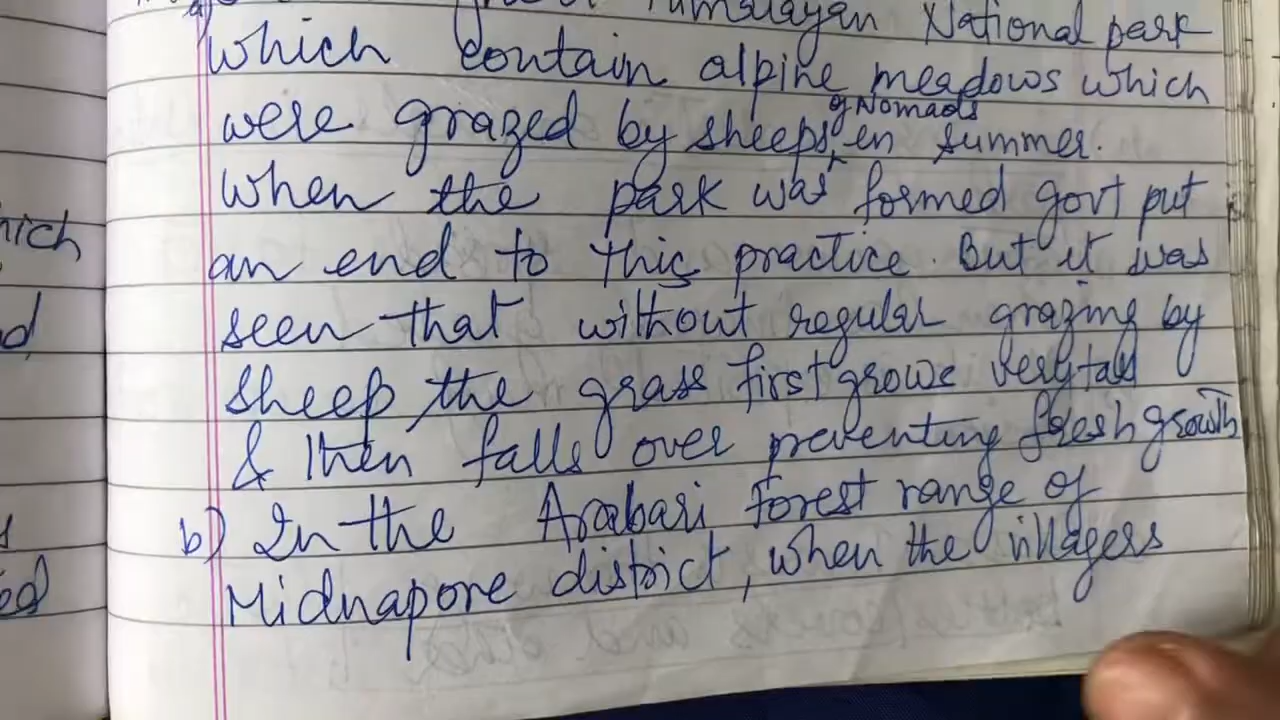 a) Himalayan National park
which contain alpine meadows which
were grazed by sheeps of Nomads in summer.
When the park was formed govt put
an end to this practice. But it was
seen that without regular grazing by
sheep the grass first grows very tall
& then falls over preventing fresh growth
b) In the Arabari forest range of
Midnapore district, when the villagers
hich
d
s
ed